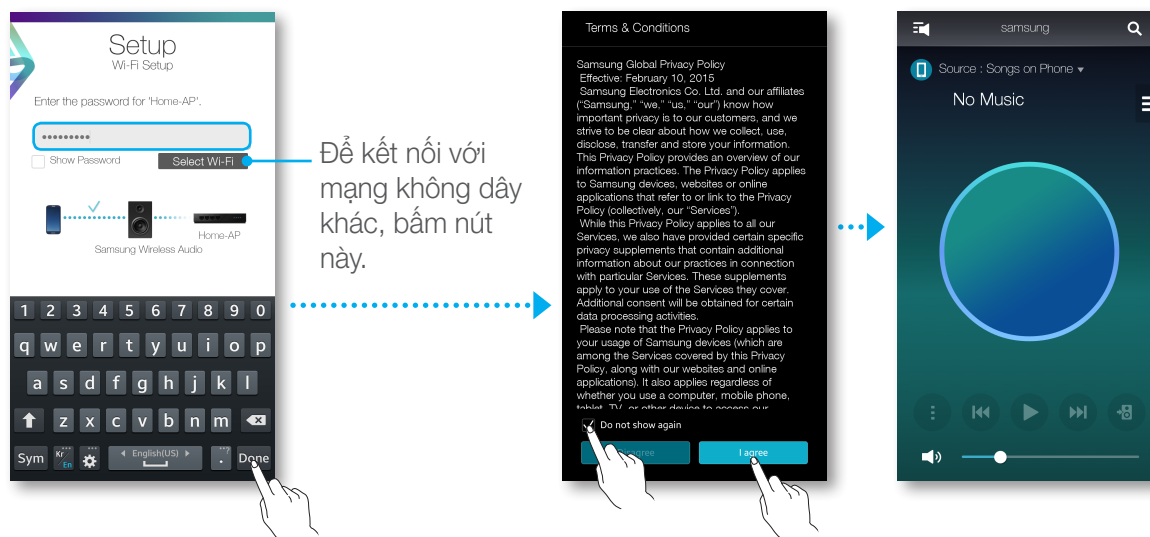 Setup
Wi-Fi Setup
Enter the password for 'Home-AP'.
•••••••••
Show Password
Select Wi-Fi
Home-AP
Samsung Wireless Audio
1 2 3 4 5 6 7 8 9 0
q w e r t y u i o p
a s d f g h j k l
z x c v b n m
Sym Kr En English(US) . Done
Để kết nối với
mạng không dây
khác, bấm nút
này.
Terms & Conditions
Samsung Global Privacy Policy
Effective: February 10, 2015
Samsung Electronics Co. Ltd. and our affiliates
(“Samsung,” “we,” “us,” “our”) know how
important privacy is to our customers, and we
strive to be clear about how we collect, use,
disclose, transfer and store your information.
This Privacy Policy provides an overview of our
information practices. The Privacy Policy applies
to Samsung devices, websites or online
applications that refer to or link to the Privacy
Policy (collectively, our “Services”).
While this Privacy Policy applies to all our
Services, we also have provided certain specific
privacy supplements that contain additional
information about our practices in connection
with particular Services. These supplements
apply to your use of the Services they cover.
Additional consent will be obtained for certain
data processing activities.
Please note that the Privacy Policy applies to
your usage of Samsung devices (which are
among the Services covered by this Privacy
Policy, along with our websites and online
applications). It also applies regardless of
whether you use a computer, mobile phone,
tablet, TV, or other device to access our
Do not show again
Disagree
I agree
samsung
Source : Songs on Phone
No Music